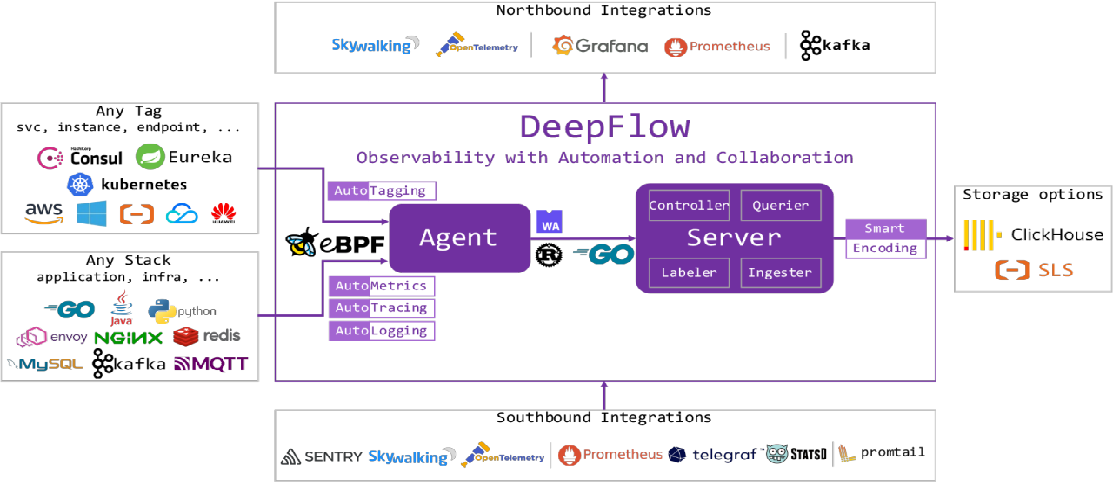 Northbound Integrations
Skywalking OpenTelemetry Grafana Prometheus kafka
Any Tag
svc, instance, endpoint, ...
HashiCorp
Consul Eureka
kubernetes
aws HUAWEI
Any Stack
application, infra, ...
GO Java python
envoy NGINX redis
MySQL kafka MQTT
DeepFlow
Observability with Automation and Collaboration
AutoTagging
eBPF
Agent
AutoMetrics
AutoTracing
AutoLogging
WA
R
GO
Controller Querier
Server
Labeler Ingester
Smart
Encoding
Storage options
ClickHouse
SLS
Southbound Integrations
SENTRY Skywalking OpenTelemetry Prometheus telegraf STATSD promtail